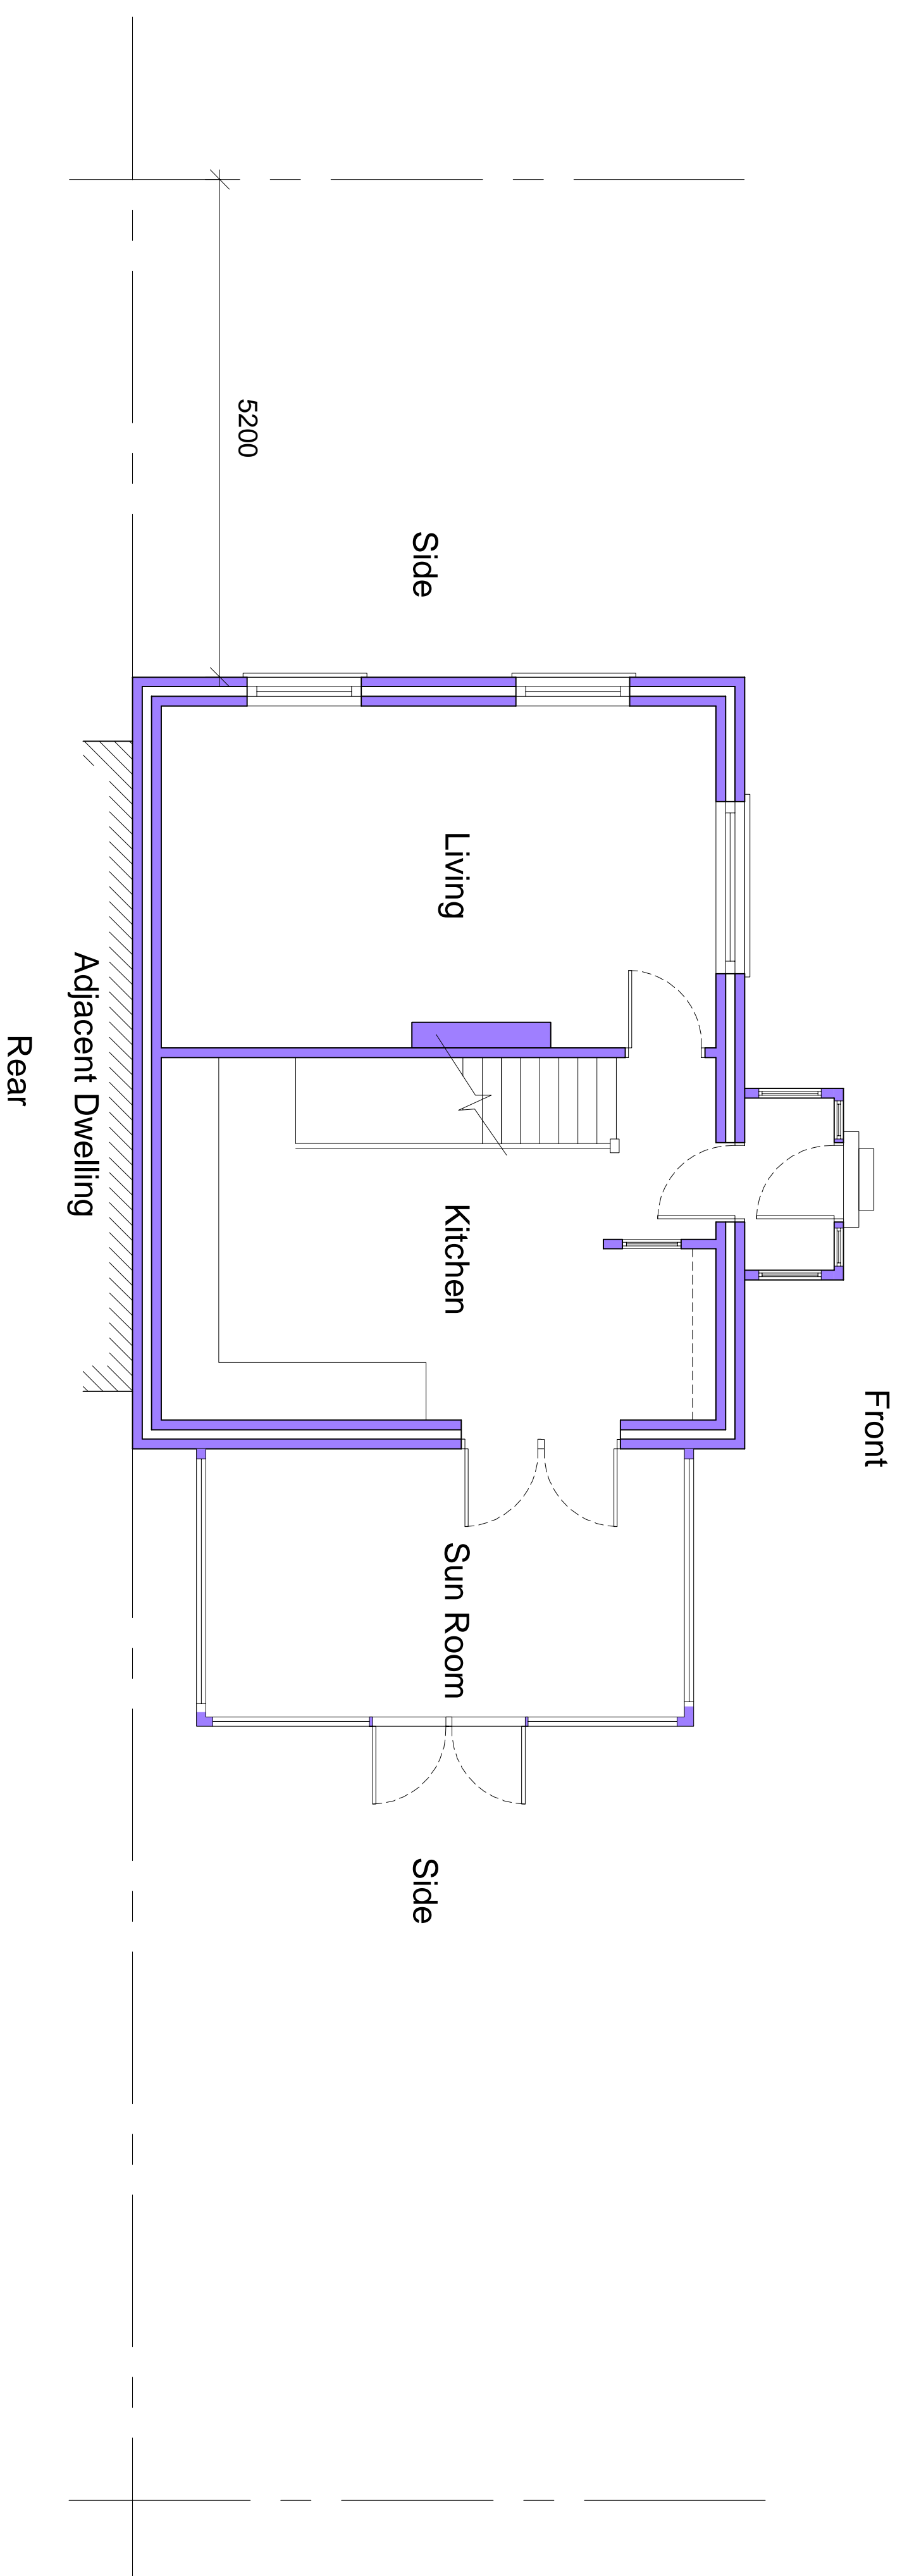 Front
Living
Kitchen
Sun Room
Side
Side
5200
Adjacent Dwelling
Rear